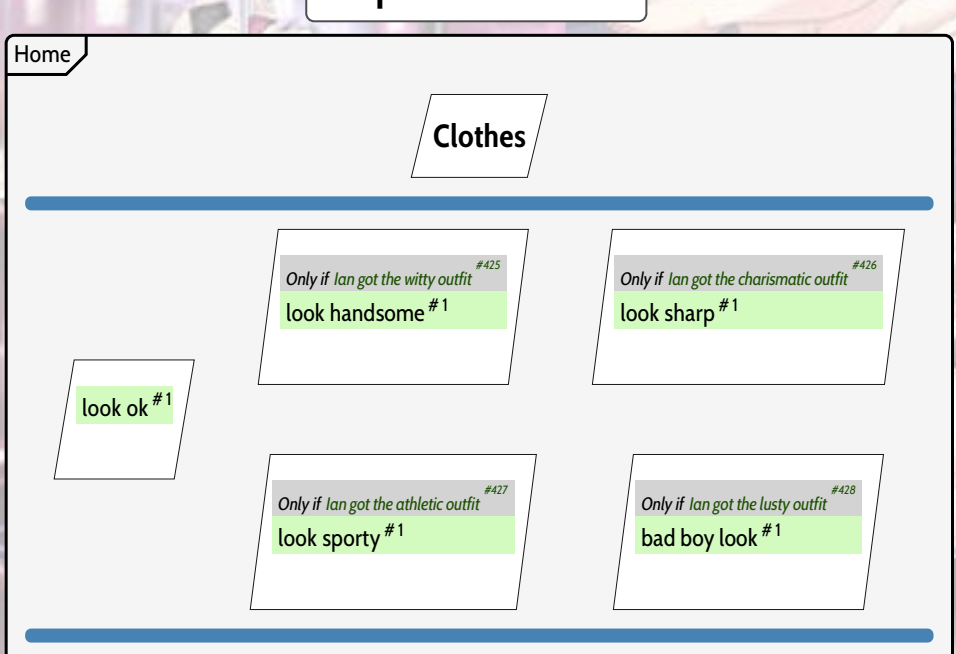 Home
Clothes
Only if Ian got the witty outfit #425
look handsome #1
Only if Ian got the charismatic outfit #426
look sharp #1
look ok #1
Only if Ian got the athletic outfit #427
look sporty #1
Only if Ian got the lusty outfit #428
bad boy look #1